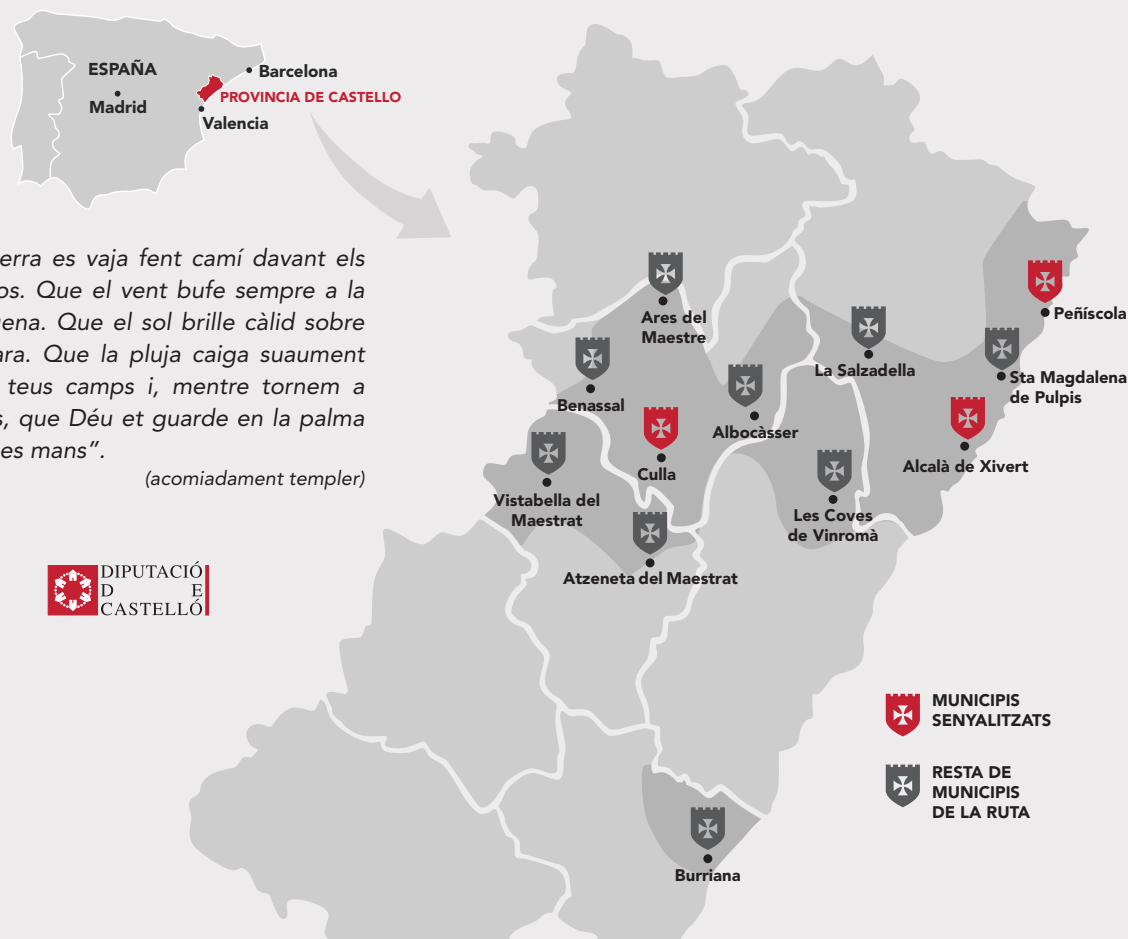 ESPAÑA
Barcelona
Madrid
PROVINCIA DE CASTELLO
Valencia
erra es vaja fent camí davant els
os. Que el vent bufe sempre a la
ena. Que el sol brille càlid sobre
ara. Que la pluja caiga suaument
teus camps i, mentre tornem a
s, que Déu et guarde en la palma
es mans”.
(acomiadament templer)
DIPUTACIÓ
D E
CASTELLÓ
Ares del
Maestre
Peñíscola
La Salzadella
Sta Magdalena
de Pulpis
Benassal
Albocàsser
Culla
Alcalà de Xivert
Vistabella del
Maestrat
Les Coves
de Vinromà
Atzeneta del Maestrat
MUNICIPIS
SENYALITZATS
RESTA DE
MUNICIPIS
DE LA RUTA
Burriana